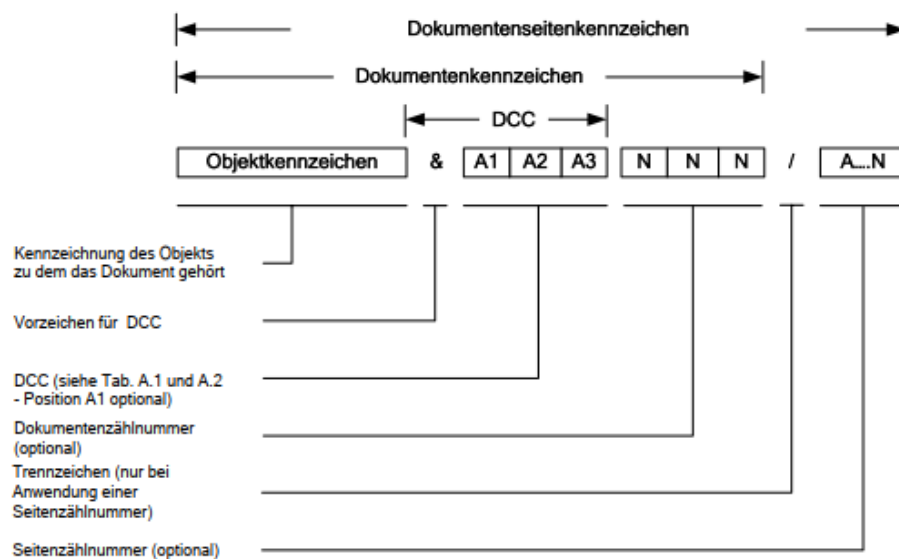 Dokumentenseitenkennzeichen
Dokumentenkennzeichen
DCC
Objektkennzeichen & A1 A2 A3 N N N / A....N
Kennzeichnung des Objekts
zu dem das Dokument gehört
Vorzeichen für DCC
DCC (siehe Tab. A.1 und A.2
- Position A1 optional)
Dokumentenzählnummer
(optional)
Trennzeichen (nur bei
Anwendung einer
Seitenzählnummer)
Seitenzählnummer (optional)